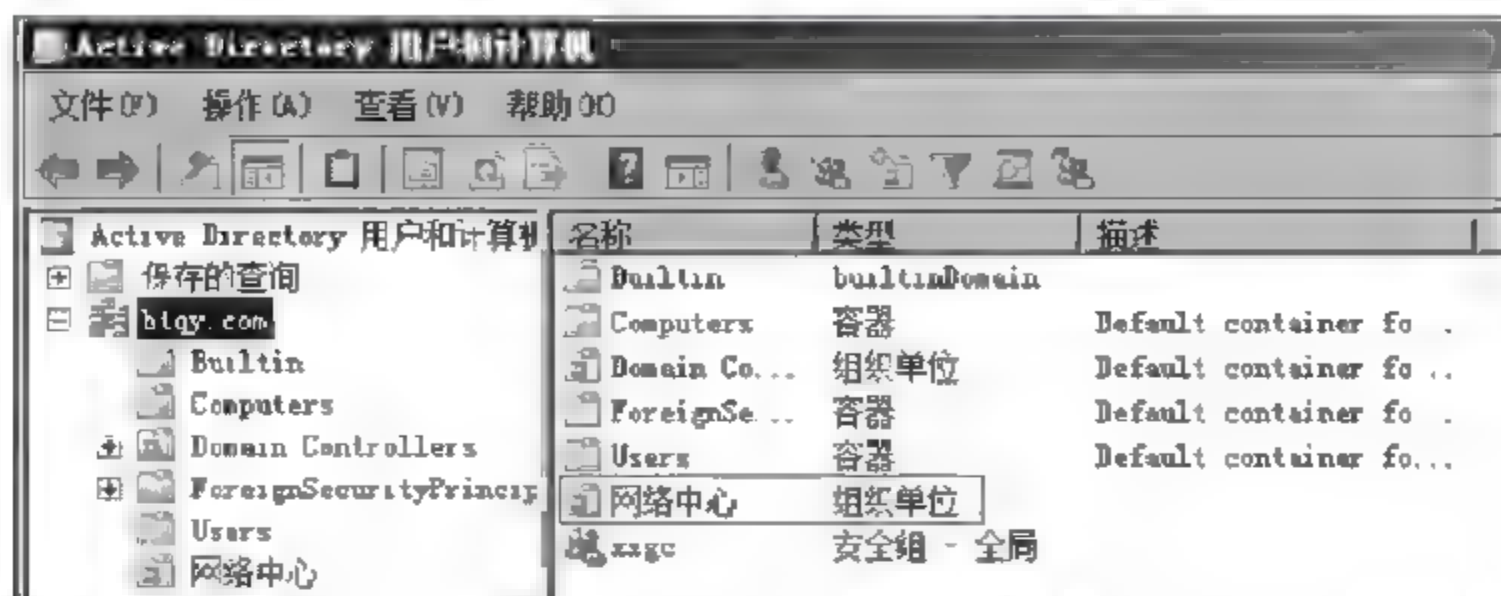 Active Directory 用户和计算机
文件(F) 操作(A) 查看(V) 帮助(H)
Active Directory 用户和计算机
保存的查询
btqy.com
Builtin
Computers
Domain Controllers
ForeignSecurityPrincip
Users
网络中心
名称 类型 描述
Builtin builtinDomain
Computers 容器 Default container fo...
Domain Co... 组织单位 Default container fo...
ForeignSe... 容器 Default container fo...
Users 容器 Default container fo...
网络中心 组织单位
xxgc 安全组 - 全局